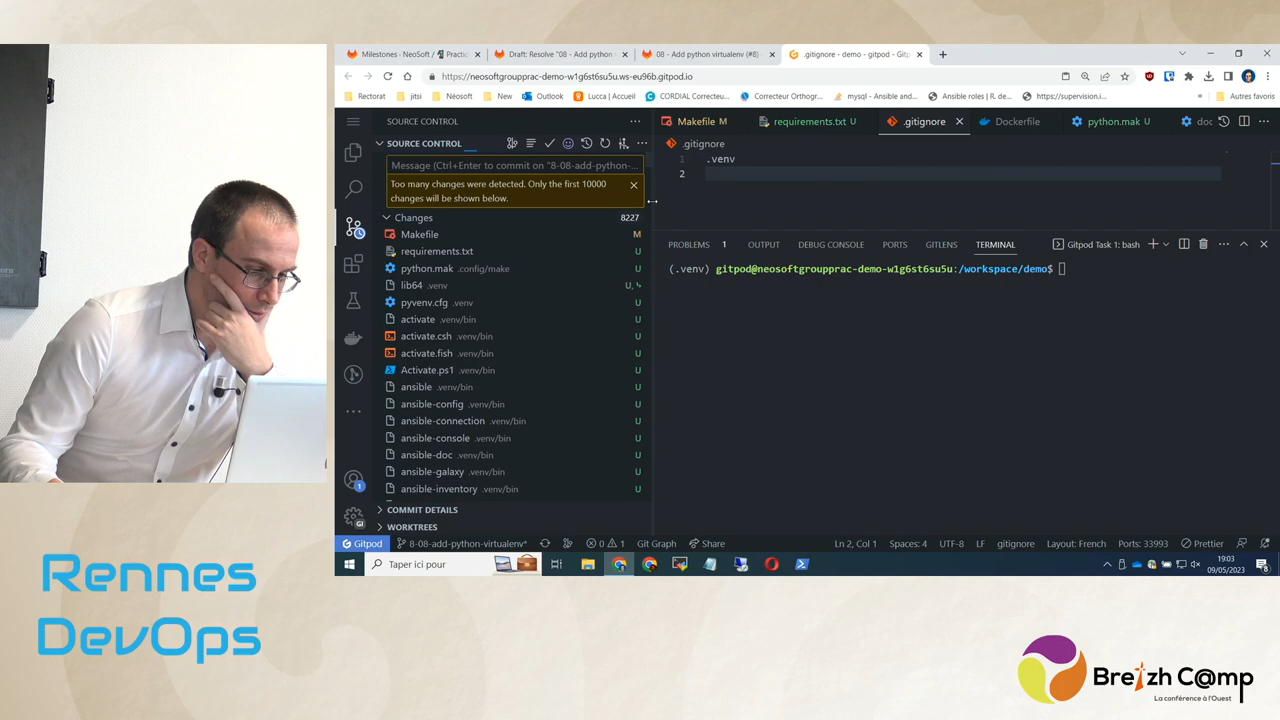 Milestones · NeoSoft / Practic
Draft: Resolve "08 - Add python
08 - Add python virtualenv (#8) ·
.gitignore - demo - gitpod - Git
https://neosoftgroupprac-demo-w1g6st6su5u.ws-eu96b.gitpod.io
Rectorat
jitsi
Néosoft
New
Outlook
Lucca | Accueil
CORDIAL Correcteu...
Correcteur Orthogr...
mysql - Ansible and...
Ansible roles | R. de...
https://supervision.i...
Autres favoris
SOURCE CONTROL
SOURCE CONTROL
Message (Ctrl+Enter to commit on "8-08-add-python-...
Too many changes were detected. Only the first 10000
changes will be shown below.
Changes 8227
Makefile M
requirements.txt U
python.mak .config/make U
lib64 .venv U,
pyvenv.cfg .venv U
activate .venv/bin U
activate.csh .venv/bin U
activate.fish .venv/bin U
Activate.ps1 .venv/bin U
ansible .venv/bin U
ansible-config .venv/bin U
ansible-connection .venv/bin U
ansible-console .venv/bin U
ansible-doc .venv/bin U
ansible-galaxy .venv/bin U
ansible-inventory .venv/bin U
COMMIT DETAILS
WORKTREES
Makefile M
requirements.txt U
.gitignore
Dockerfile
python.mak U
doc
.gitignore
1 .venv
2
PROBLEMS 1
OUTPUT
DEBUG CONSOLE
PORTS
GITLENS
TERMINAL
Gitpod Task 1: bash
(.venv) gitpod@neosoftgroupprac-demo-w1g6st6su5u:/workspace/demo$
Gitpod
8-08-add-python-virtualenv*
0 1
Git Graph
Share
Ln 2, Col 1
Spaces: 4
UTF-8
LF
gitignore
Layout: French
Ports: 33993
Prettier
Taper ici pour
19:03
09/05/2023
Rennes
DevOps
Breizh C@mp
La conférence à l'Ouest